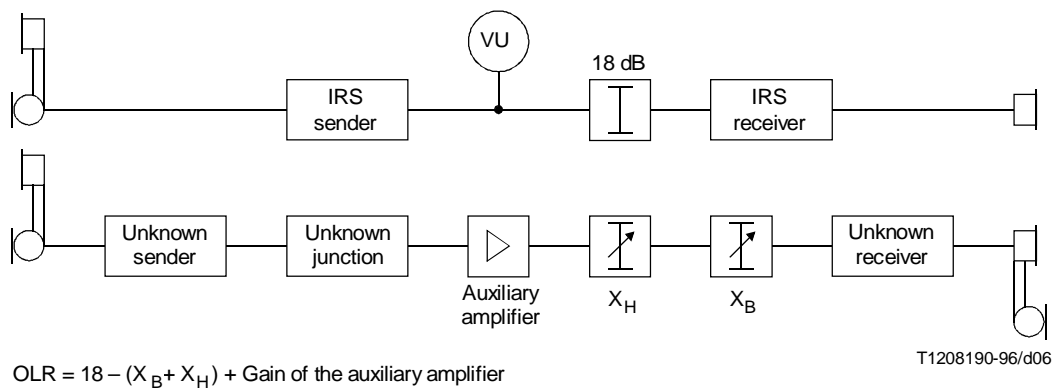 VU
18 dB
IRS
sender
IRS
receiver
Unknown
sender
Unknown
junction
Unknown
receiver
Auxiliary
amplifier
X_H
X_B
T1208190-96/d06
OLR = 18 – (X_B + X_H) + Gain of the auxiliary amplifier